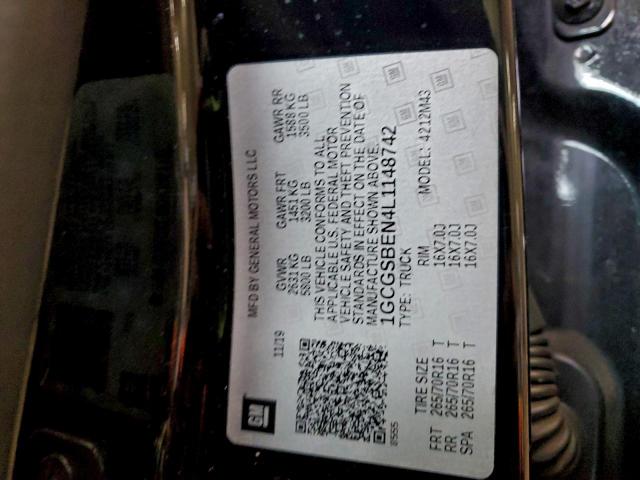 GM
MFD BY GENERAL MOTORS LLC
11/19
GVWR GAWR FRT GAWR RR
2631 KG 1451 KG 1588 KG
5800 LB 3200 LB 3500 LB
THIS VEHICLE CONFORMS TO ALL
APPLICABLE U.S. FEDERAL MOTOR
VEHICLE SAFETY AND THEFT PREVENTION
STANDARDS IN EFFECT ON THE DATE OF
MANUFACTURE SHOWN ABOVE.
1GCGSBEN4L1148742
TYPE: TRUCK MODEL: 4212M43
TIRE SIZE RIM
FRT 265/70R16 T 16X7.0J
RR 265/70R16 T 16X7.0J
SPA 265/70R16 T 16X7.0J